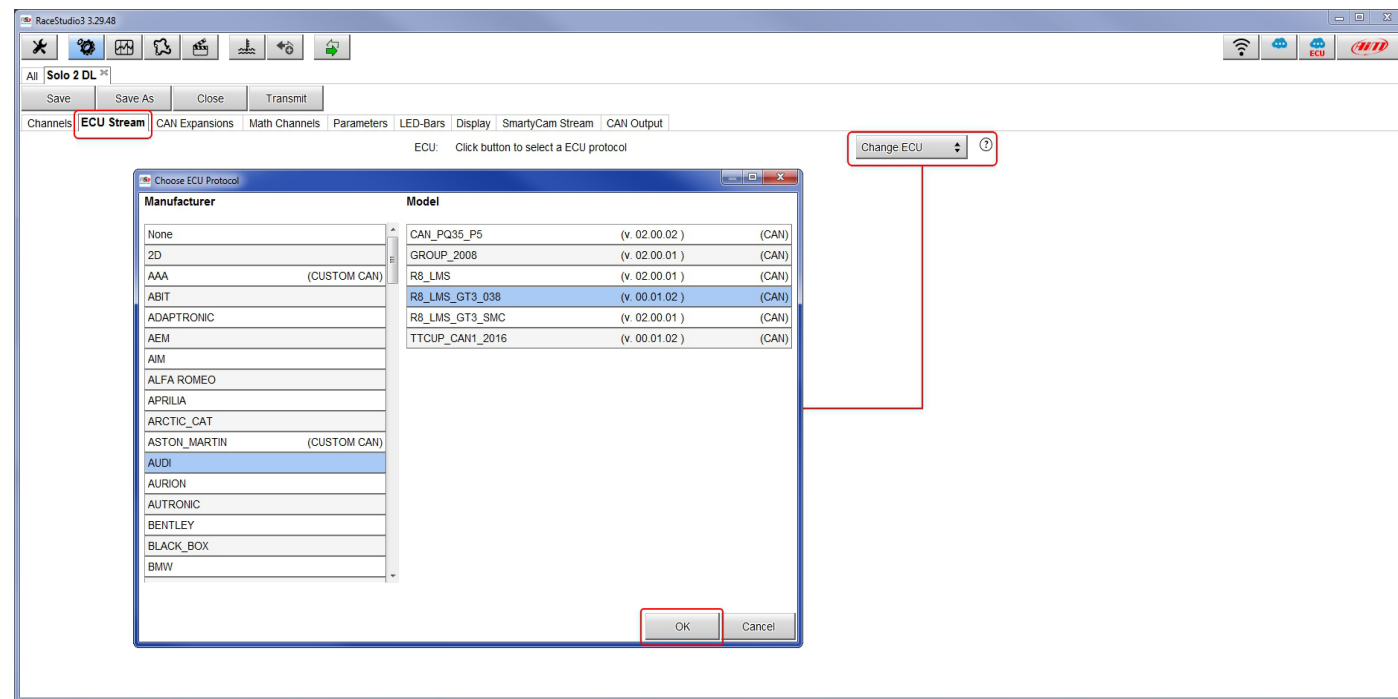 RaceStudio3 3.29.48
ECU
AiM
All Solo 2 DL
Save Save As Close Transmit
Channels ECU Stream CAN Expansions Math Channels Parameters LED-Bars Display SmartyCam Stream CAN Output
ECU: Click button to select a ECU protocol Change ECU ?
Choose ECU Protocol
Manufacturer Model
None CAN_PQ35_P5 (v. 02.00.02 ) (CAN)
2D GROUP_2008 (v. 02.00.01 ) (CAN)
AAA (CUSTOM CAN) R8_LMS (v. 02.00.01 ) (CAN)
ABIT R8_LMS_GT3_038 (v. 00.01.02 ) (CAN)
ADAPTRONIC R8_LMS_GT3_SMC (v. 02.00.01 ) (CAN)
AEM TTCUP_CAN1_2016 (v. 00.01.02 ) (CAN)
AIM
ALFA ROMEO
APRILIA
ARCTIC_CAT
ASTON_MARTIN (CUSTOM CAN)
AUDI
AURION
AUTRONIC
BENTLEY
BLACK_BOX
BMW
OK Cancel